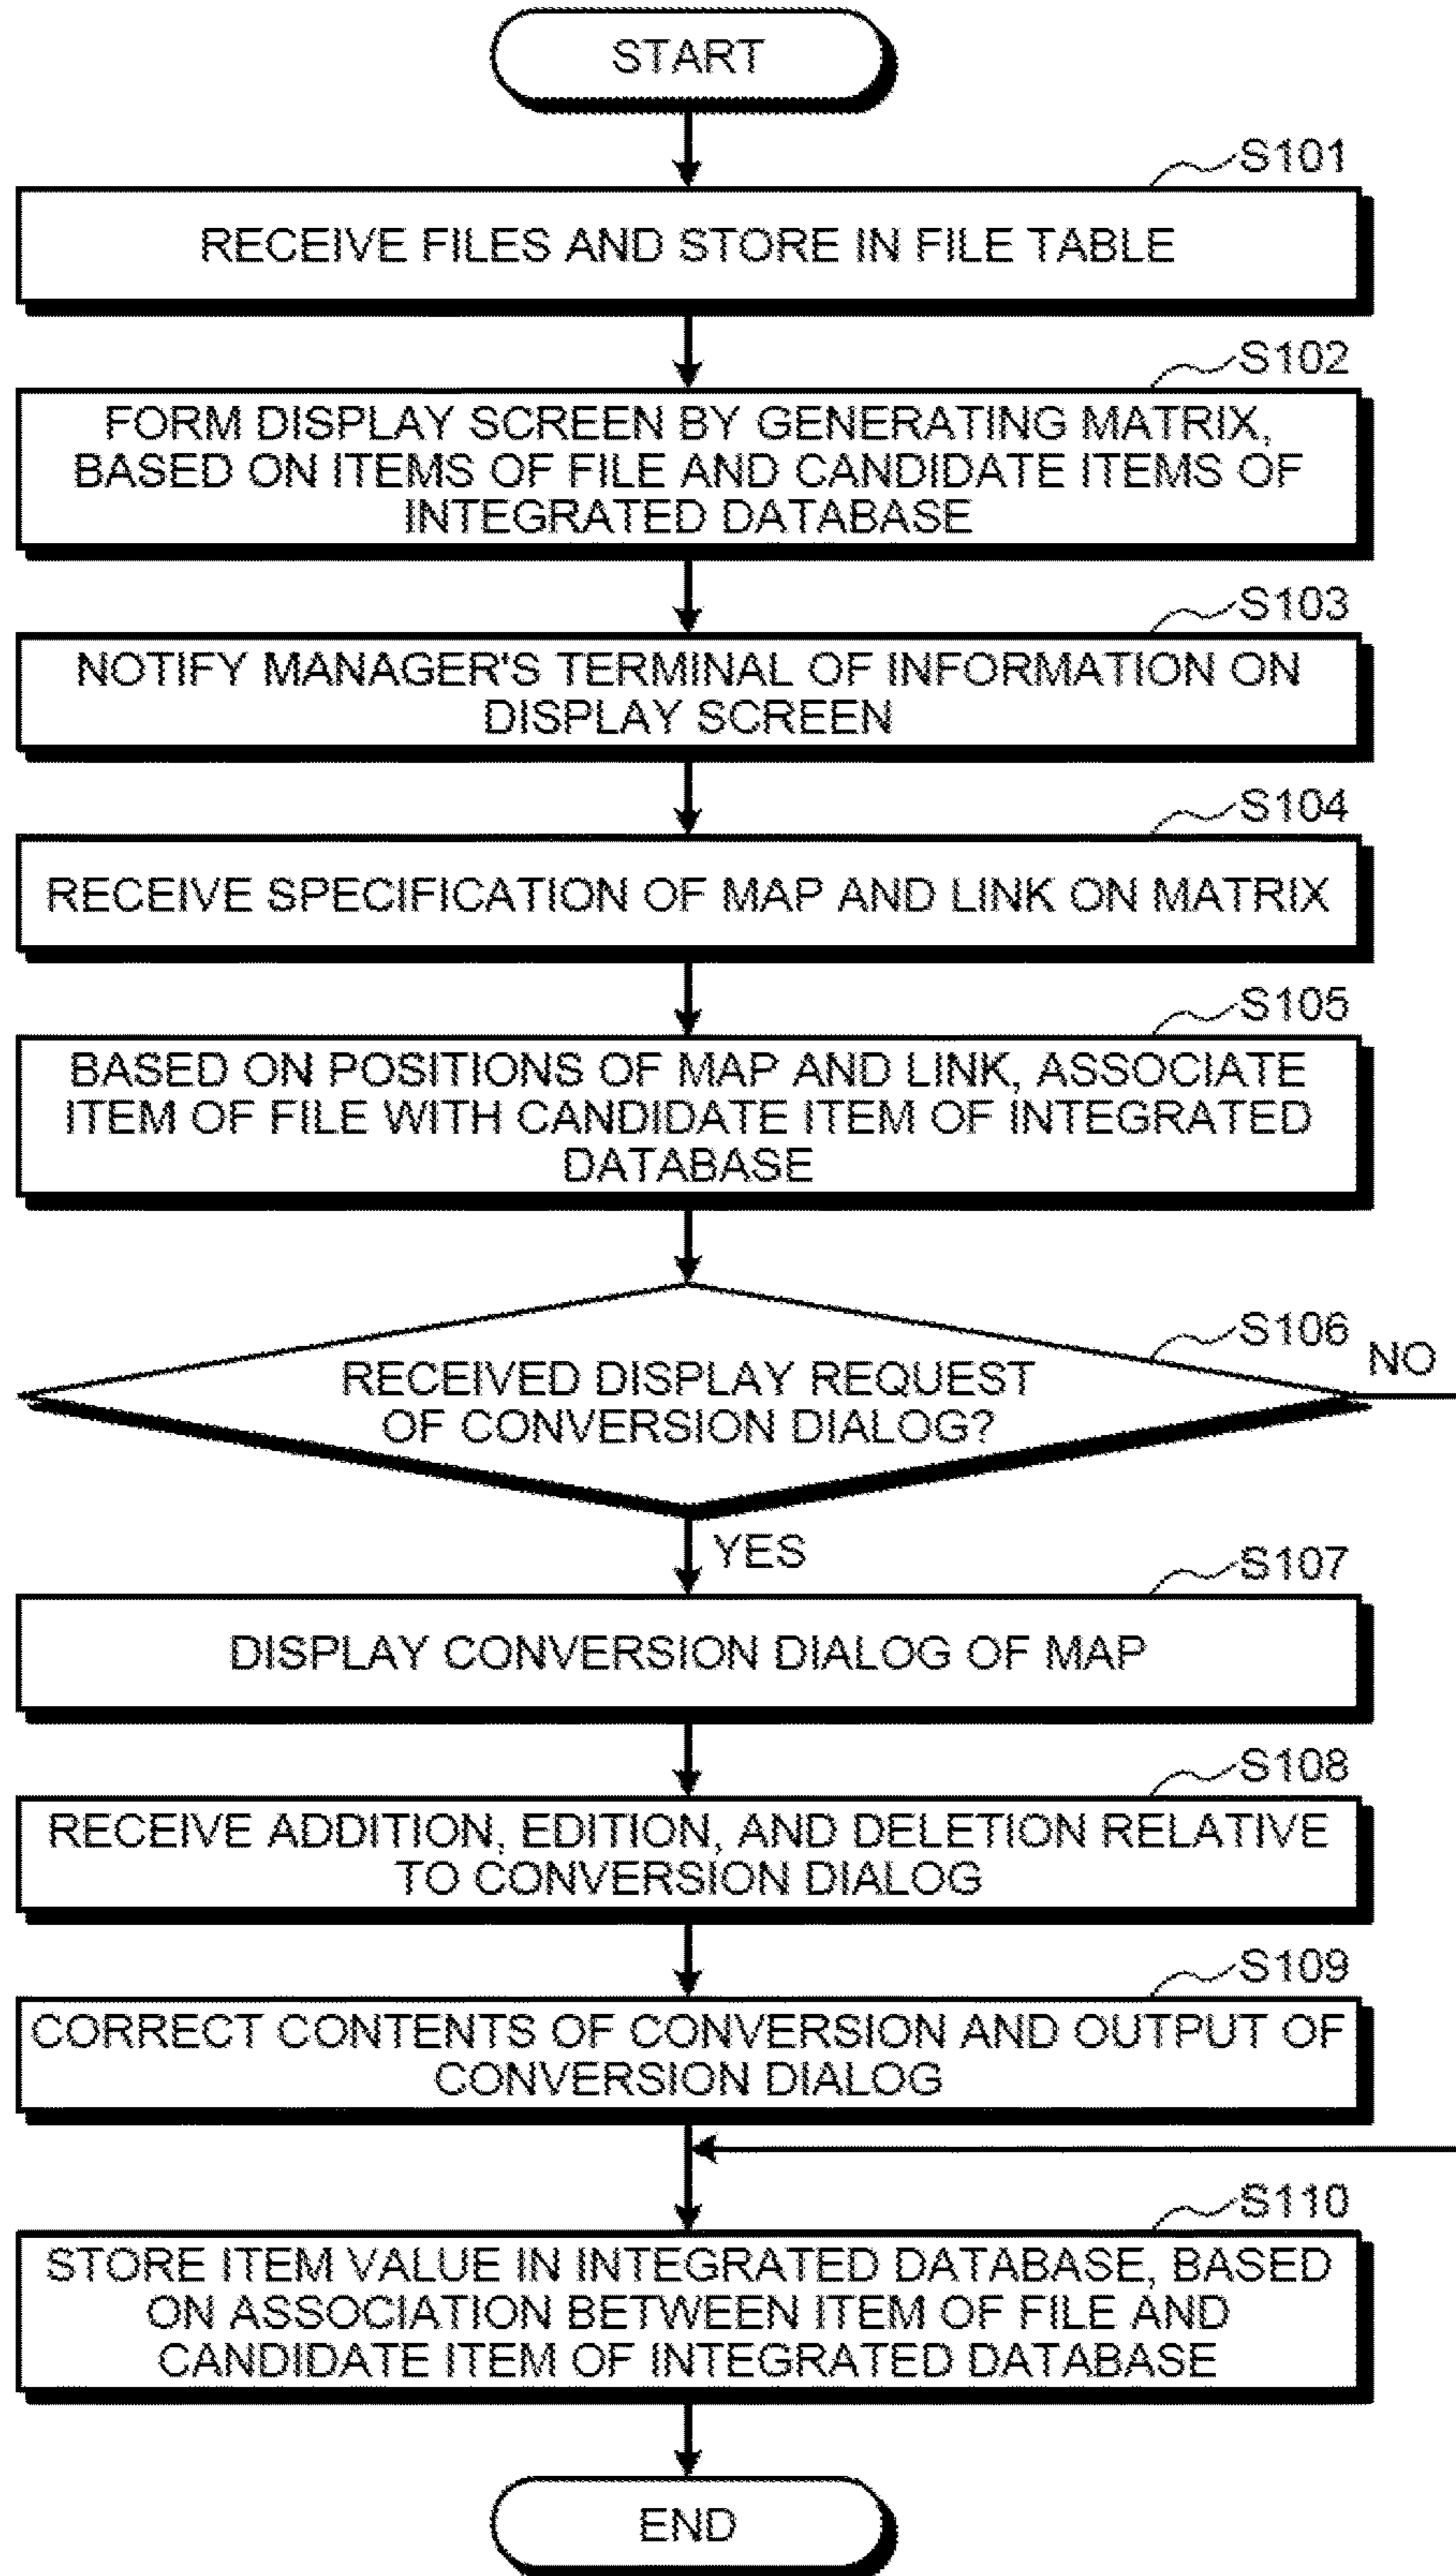 START
S101
RECEIVE FILES AND STORE IN FILE TABLE
S102
FORM DISPLAY SCREEN BY GENERATING MATRIX,
BASED ON ITEMS OF FILE AND CANDIDATE ITEMS OF
INTEGRATED DATABASE
S103
NOTIFY MANAGER'S TERMINAL OF INFORMATION ON
DISPLAY SCREEN
S104
RECEIVE SPECIFICATION OF MAP AND LINK ON MATRIX
S105
BASED ON POSITIONS OF MAP AND LINK, ASSOCIATE
ITEM OF FILE WITH CANDIDATE ITEM OF INTEGRATED
DATABASE
S106
NO
RECEIVED DISPLAY REQUEST
OF CONVERSION DIALOG?
YES
S107
DISPLAY CONVERSION DIALOG OF MAP
S108
RECEIVE ADDITION, EDITION, AND DELETION RELATIVE
TO CONVERSION DIALOG
S109
CORRECT CONTENTS OF CONVERSION AND OUTPUT OF
CONVERSION DIALOG
S110
STORE ITEM VALUE IN INTEGRATED DATABASE, BASED
ON ASSOCIATION BETWEEN ITEM OF FILE AND
CANDIDATE ITEM OF INTEGRATED DATABASE
END